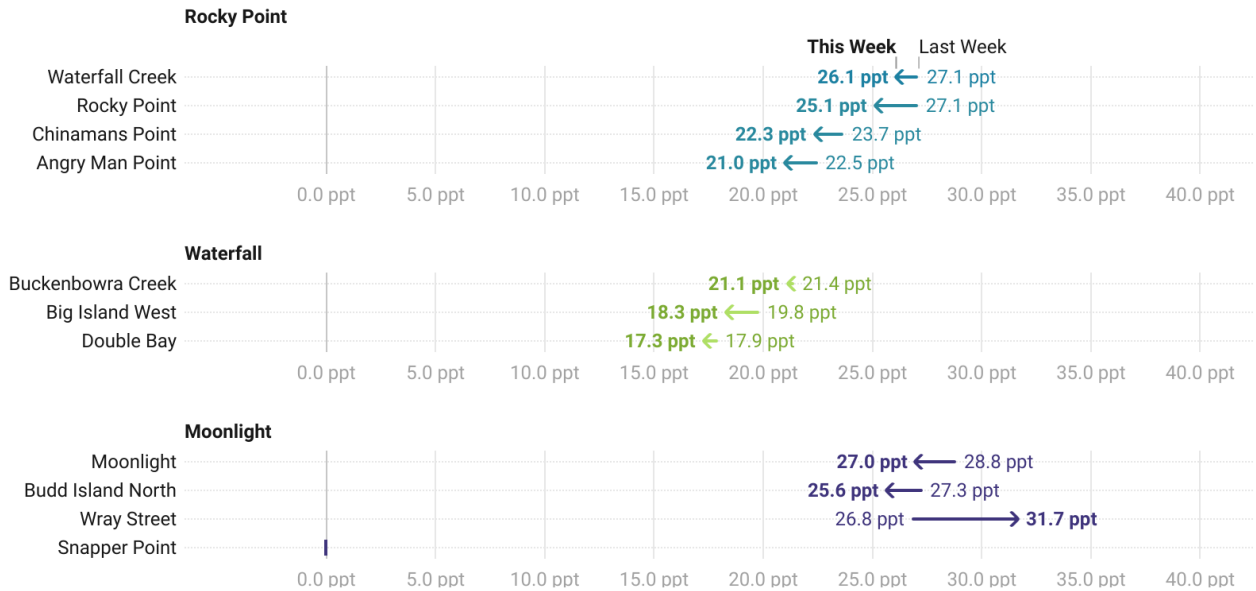 Rocky Point
This Week Last Week
Waterfall Creek 26.1 ppt 27.1 ppt
Rocky Point 25.1 ppt 27.1 ppt
Chinamans Point 22.3 ppt 23.7 ppt
Angry Man Point 21.0 ppt 22.5 ppt
0.0 ppt 5.0 ppt 10.0 ppt 15.0 ppt 20.0 ppt 25.0 ppt 30.0 ppt 35.0 ppt 40.0 ppt
Waterfall
Buckenbowra Creek 21.1 ppt 21.4 ppt
Big Island West 18.3 ppt 19.8 ppt
Double Bay 17.3 ppt 17.9 ppt
0.0 ppt 5.0 ppt 10.0 ppt 15.0 ppt 20.0 ppt 25.0 ppt 30.0 ppt 35.0 ppt 40.0 ppt
Moonlight
Moonlight 27.0 ppt 28.8 ppt
Budd Island North 25.6 ppt 27.3 ppt
Wray Street 26.8 ppt 31.7 ppt
Snapper Point
0.0 ppt 5.0 ppt 10.0 ppt 15.0 ppt 20.0 ppt 25.0 ppt 30.0 ppt 35.0 ppt 40.0 ppt